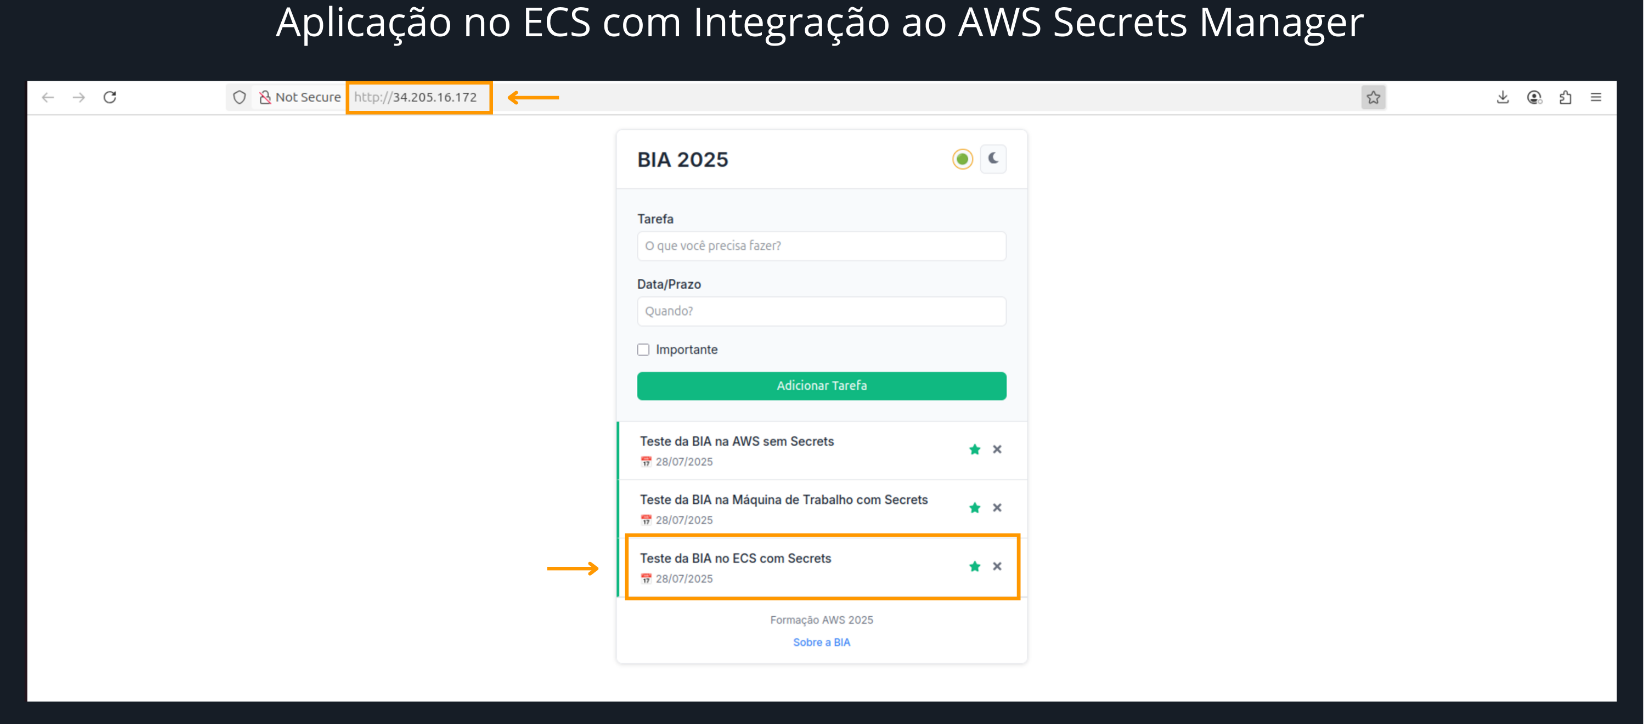 Aplicação no ECS com Integração ao AWS Secrets Manager
Not Secure http://34.205.16.172
BIA 2025
Tarefa
O que você precisa fazer?
Data/Prazo
Quando?
Importante
Adicionar Tarefa
Teste da BIA na AWS sem Secrets
28/07/2025
Teste da BIA na Máquina de Trabalho com Secrets
28/07/2025
Teste da BIA no ECS com Secrets
28/07/2025
Formação AWS 2025
Sobre a BIA